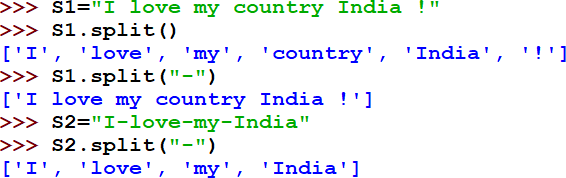 >>> S1="I love my country India !"
>>> S1.split()
['I', 'love', 'my', 'country', 'India', '!']
>>> S1.split("-")
['I love my country India !']
>>> S2="I-love-my-India"
>>> S2.split("-")
['I', 'love', 'my', 'India']